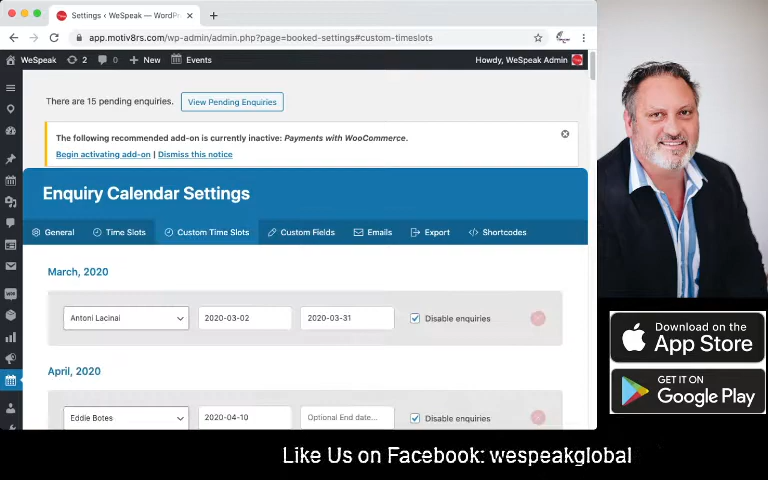 Settings ‹ WeSpeak — WordPr
app.motiv8rs.com/wp-admin/admin.php?page=booked-settings#custom-timeslots
WeSpeak 2 0 New Events Howdy, WeSpeak Admin
There are 15 pending enquiries. View Pending Enquiries
The following recommended add-on is currently inactive: Payments with WooCommerce.
Begin activating add-on | Dismiss this notice
Enquiry Calendar Settings
General Time Slots Custom Time Slots Custom Fields Emails Export Shortcodes
March, 2020
Antoni Lacinai 2020-03-02 2020-03-31 Disable enquiries
April, 2020
Eddie Botes 2020-04-10 Optional End date... Disable enquiries
Download on the
App Store
GET IT ON
Google Play
Like Us on Facebook: wespeakglobal